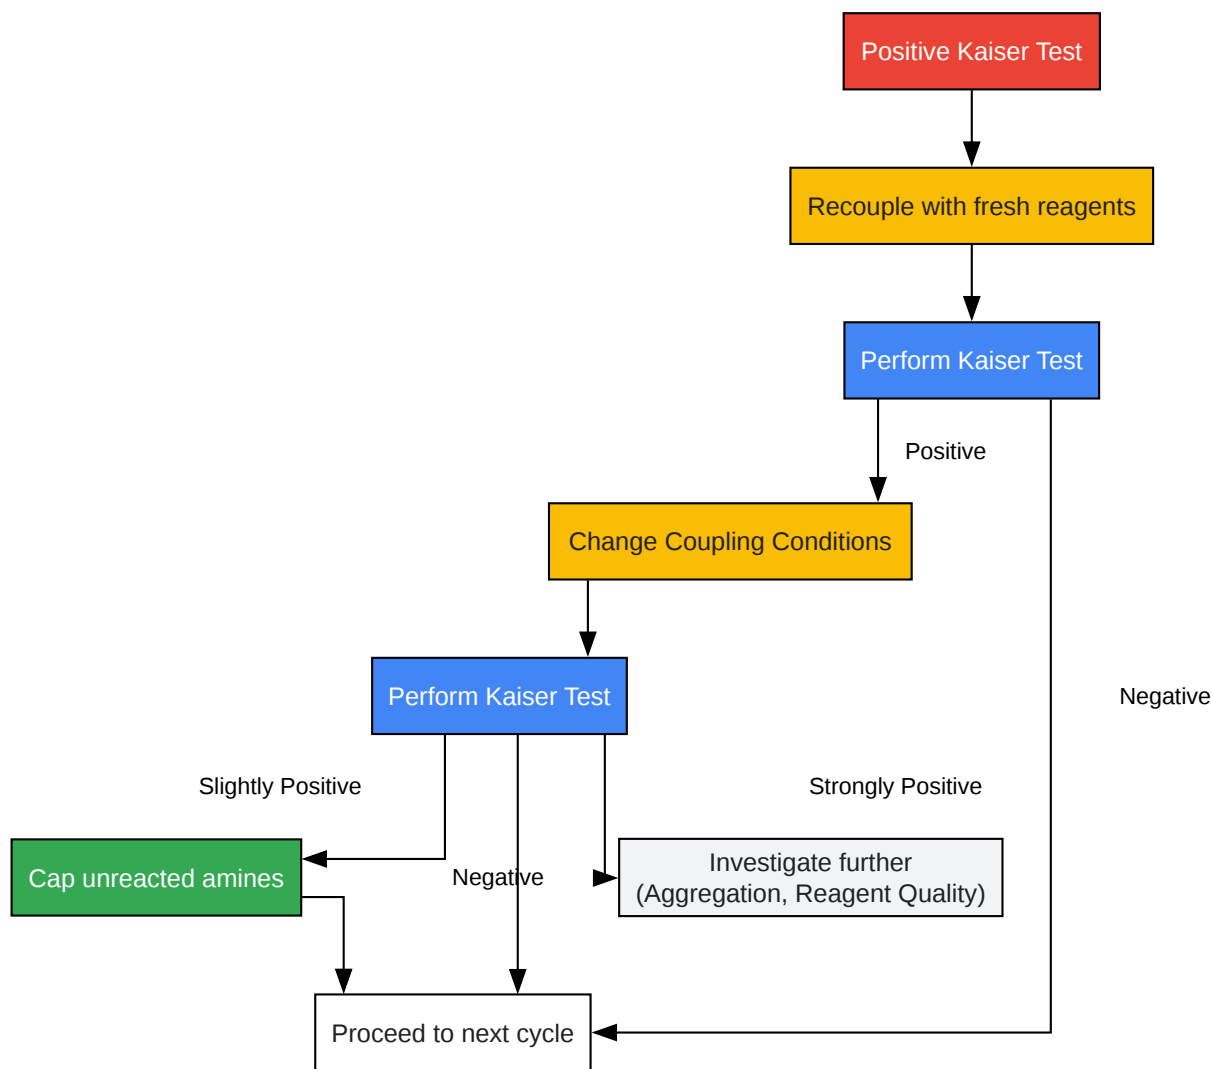 Positive Kaiser Test
Recouple with fresh reagents
Perform Kaiser Test
Positive
Change Coupling Conditions
Perform Kaiser Test
Negative
Slightly Positive
Strongly Positive
Cap unreacted amines
Negative
Investigate further
(Aggregation, Reagent Quality)
Proceed to next cycle